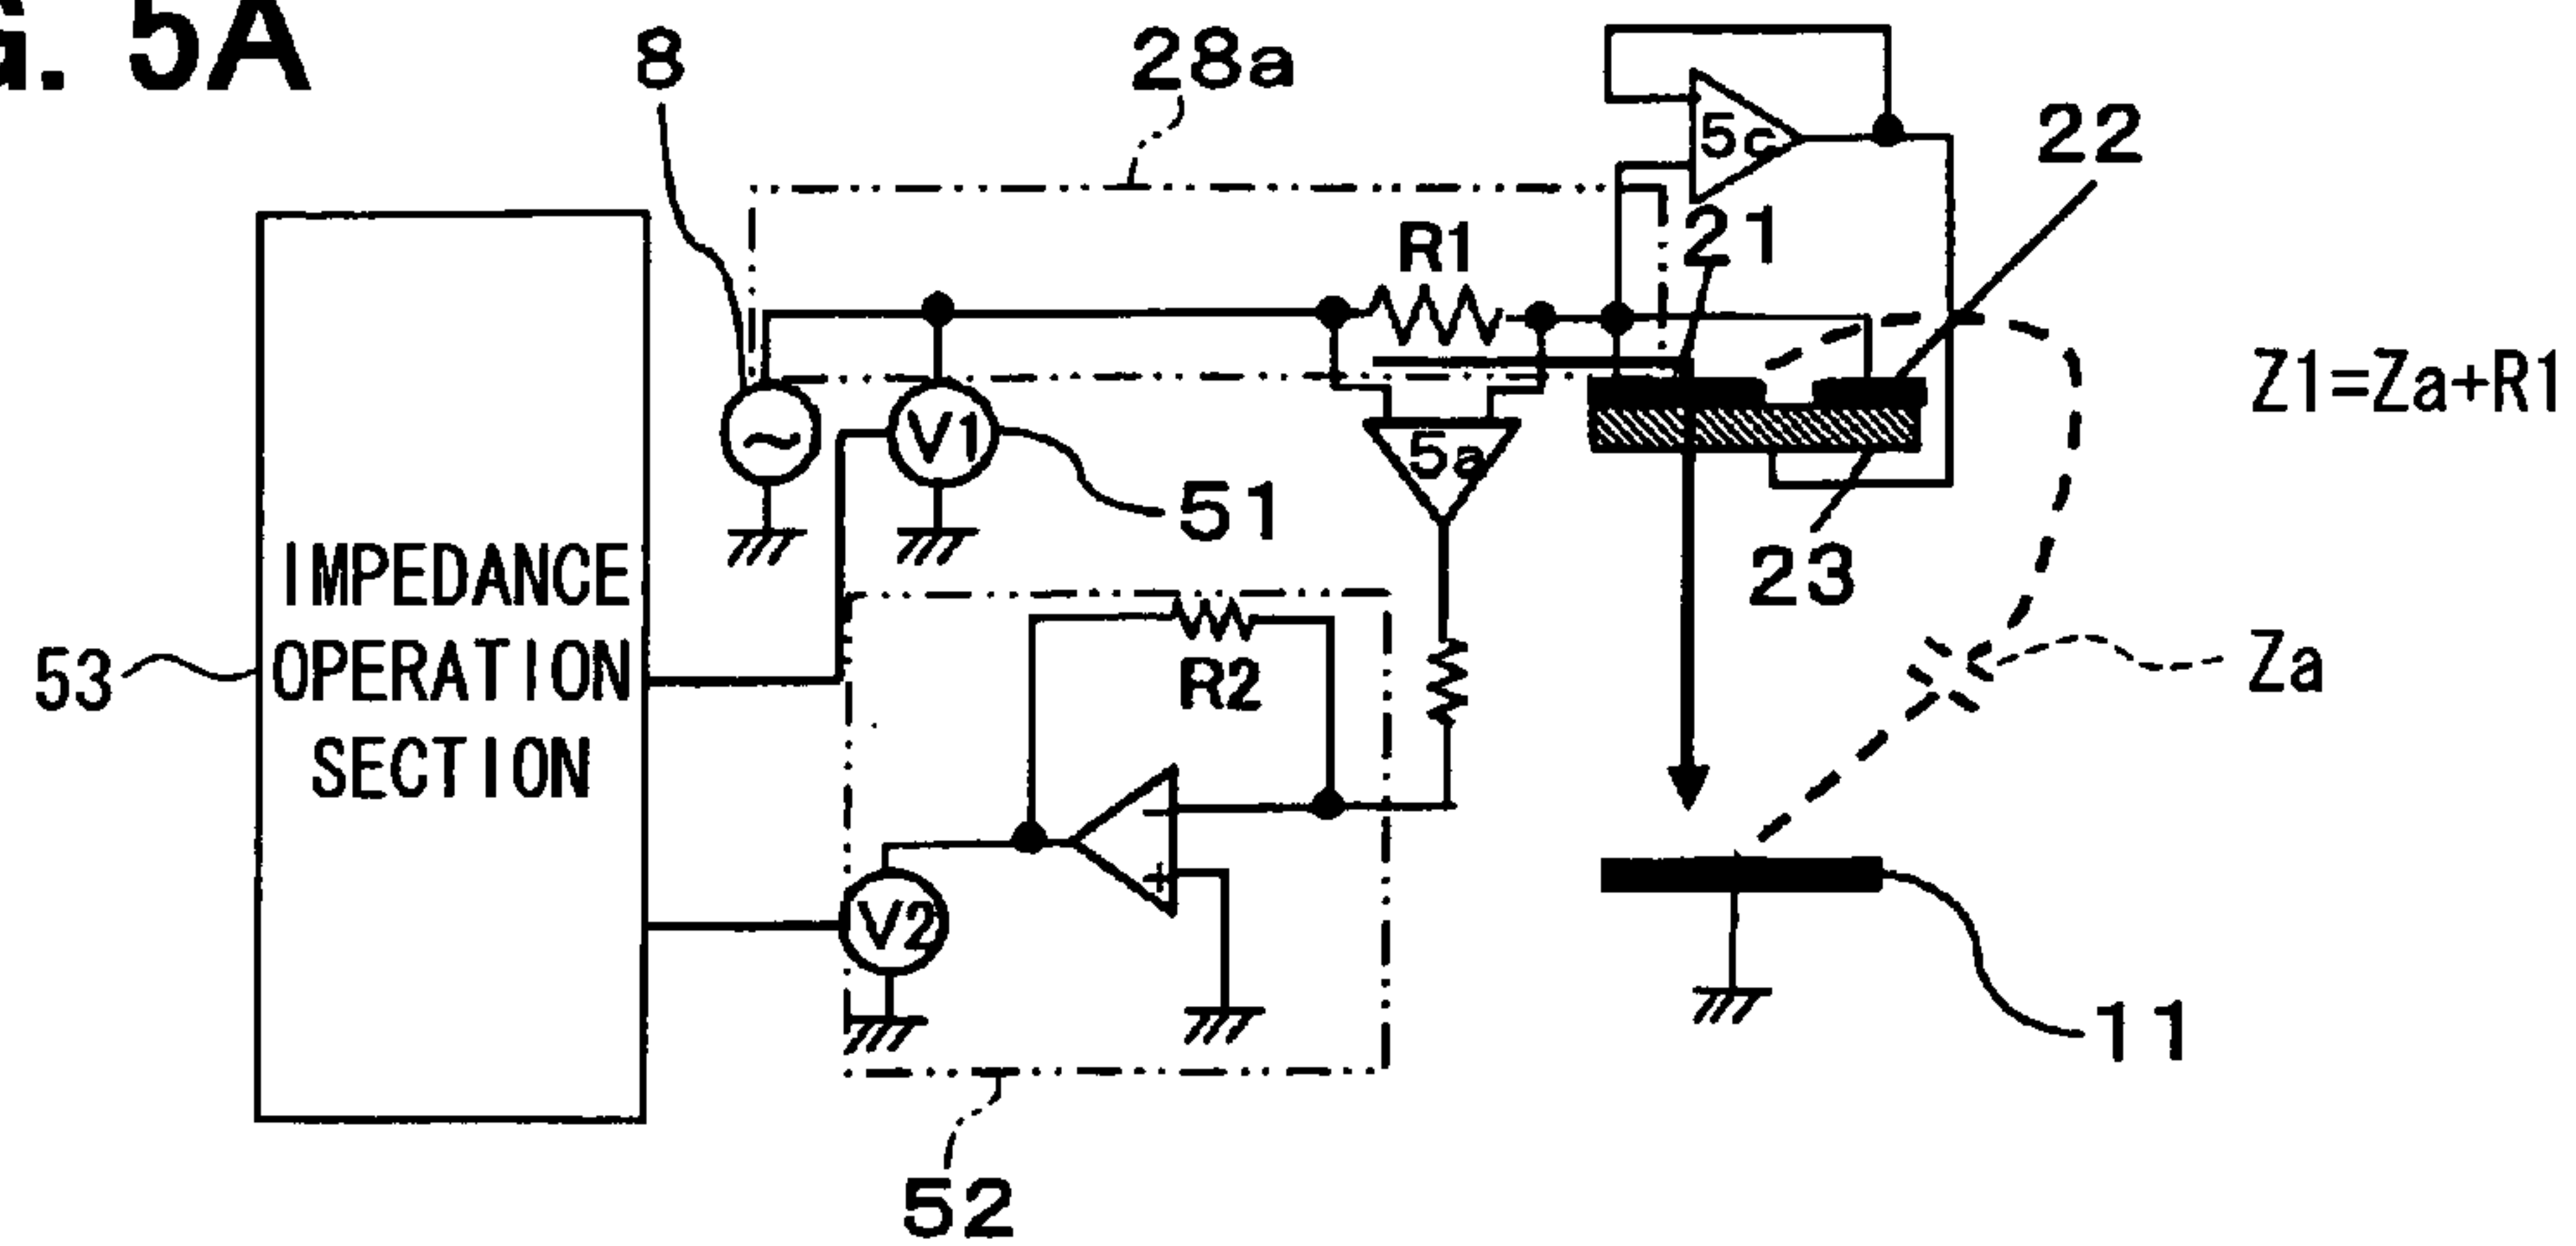 G. 5A
8
28a
5c
22
21
R1
Z1=Za+R1
~
V1
5a
51
23
IMPEDANCE
OPERATION
SECTION
53
R2
Za
−
+
V2
11
52